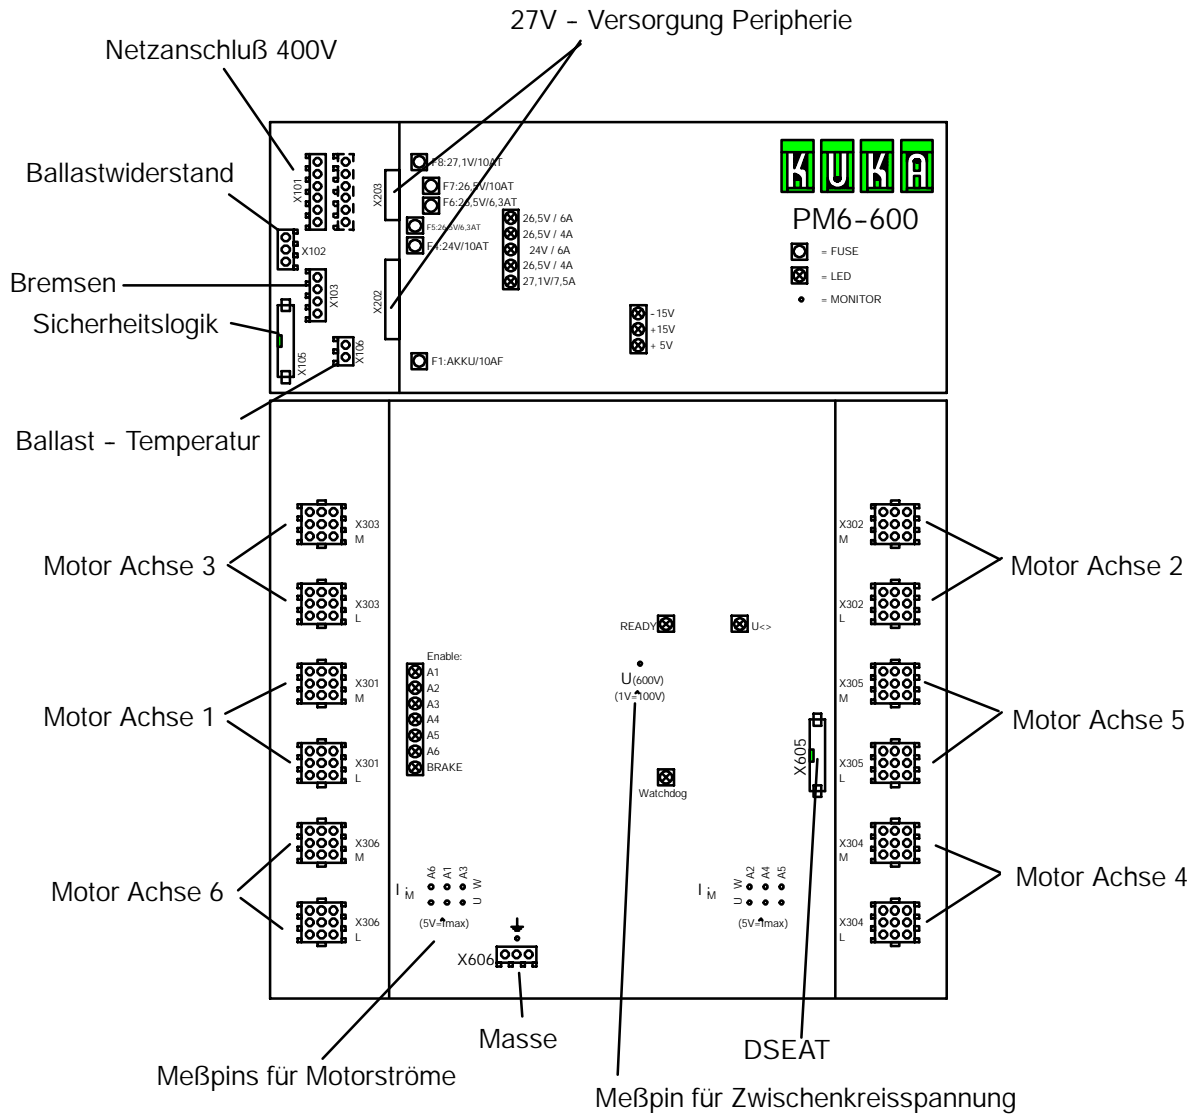 27V - Versorgung Peripherie
Netzanschluß 400V
Ballastwiderstand
Bremsen
Sicherheitslogik
Ballast - Temperatur
X101
X102
X103
X105
X106
X203
X202
F8:27,1V/10AT
F7:26,5V/10AT
F6:26,5V/6,3AT
F5:26,5V/6,3AT
F4:24V/10AT
F1:AKKU/10AF
26,5V / 6A
26,5V / 4A
24V / 6A
26,5V / 4A
27,1V/7,5A
-15V
+15V
+ 5V
KUKA
PM6-600
= FUSE
= LED
= MONITOR
Motor Achse 3
X303
M
X303
L
Motor Achse 1
X301
M
X301
L
Motor Achse 6
X306
M
X306
L
Enable:
A1
A2
A3
A4
A5
A6
BRAKE
READY
U<>
U(600V)
(1V=100V)
Watchdog
X605
I M
A6
A1
A3
U W
(5V=Imax)
I M
A2
A4
A5
U W
(5V=Imax)
X606
X302
M
X302
L
Motor Achse 2
X305
M
X305
L
Motor Achse 5
X304
M
X304
L
Motor Achse 4
Masse
DSEAT
Meßpins für Motorströme
Meßpin für Zwischenkreisspannung